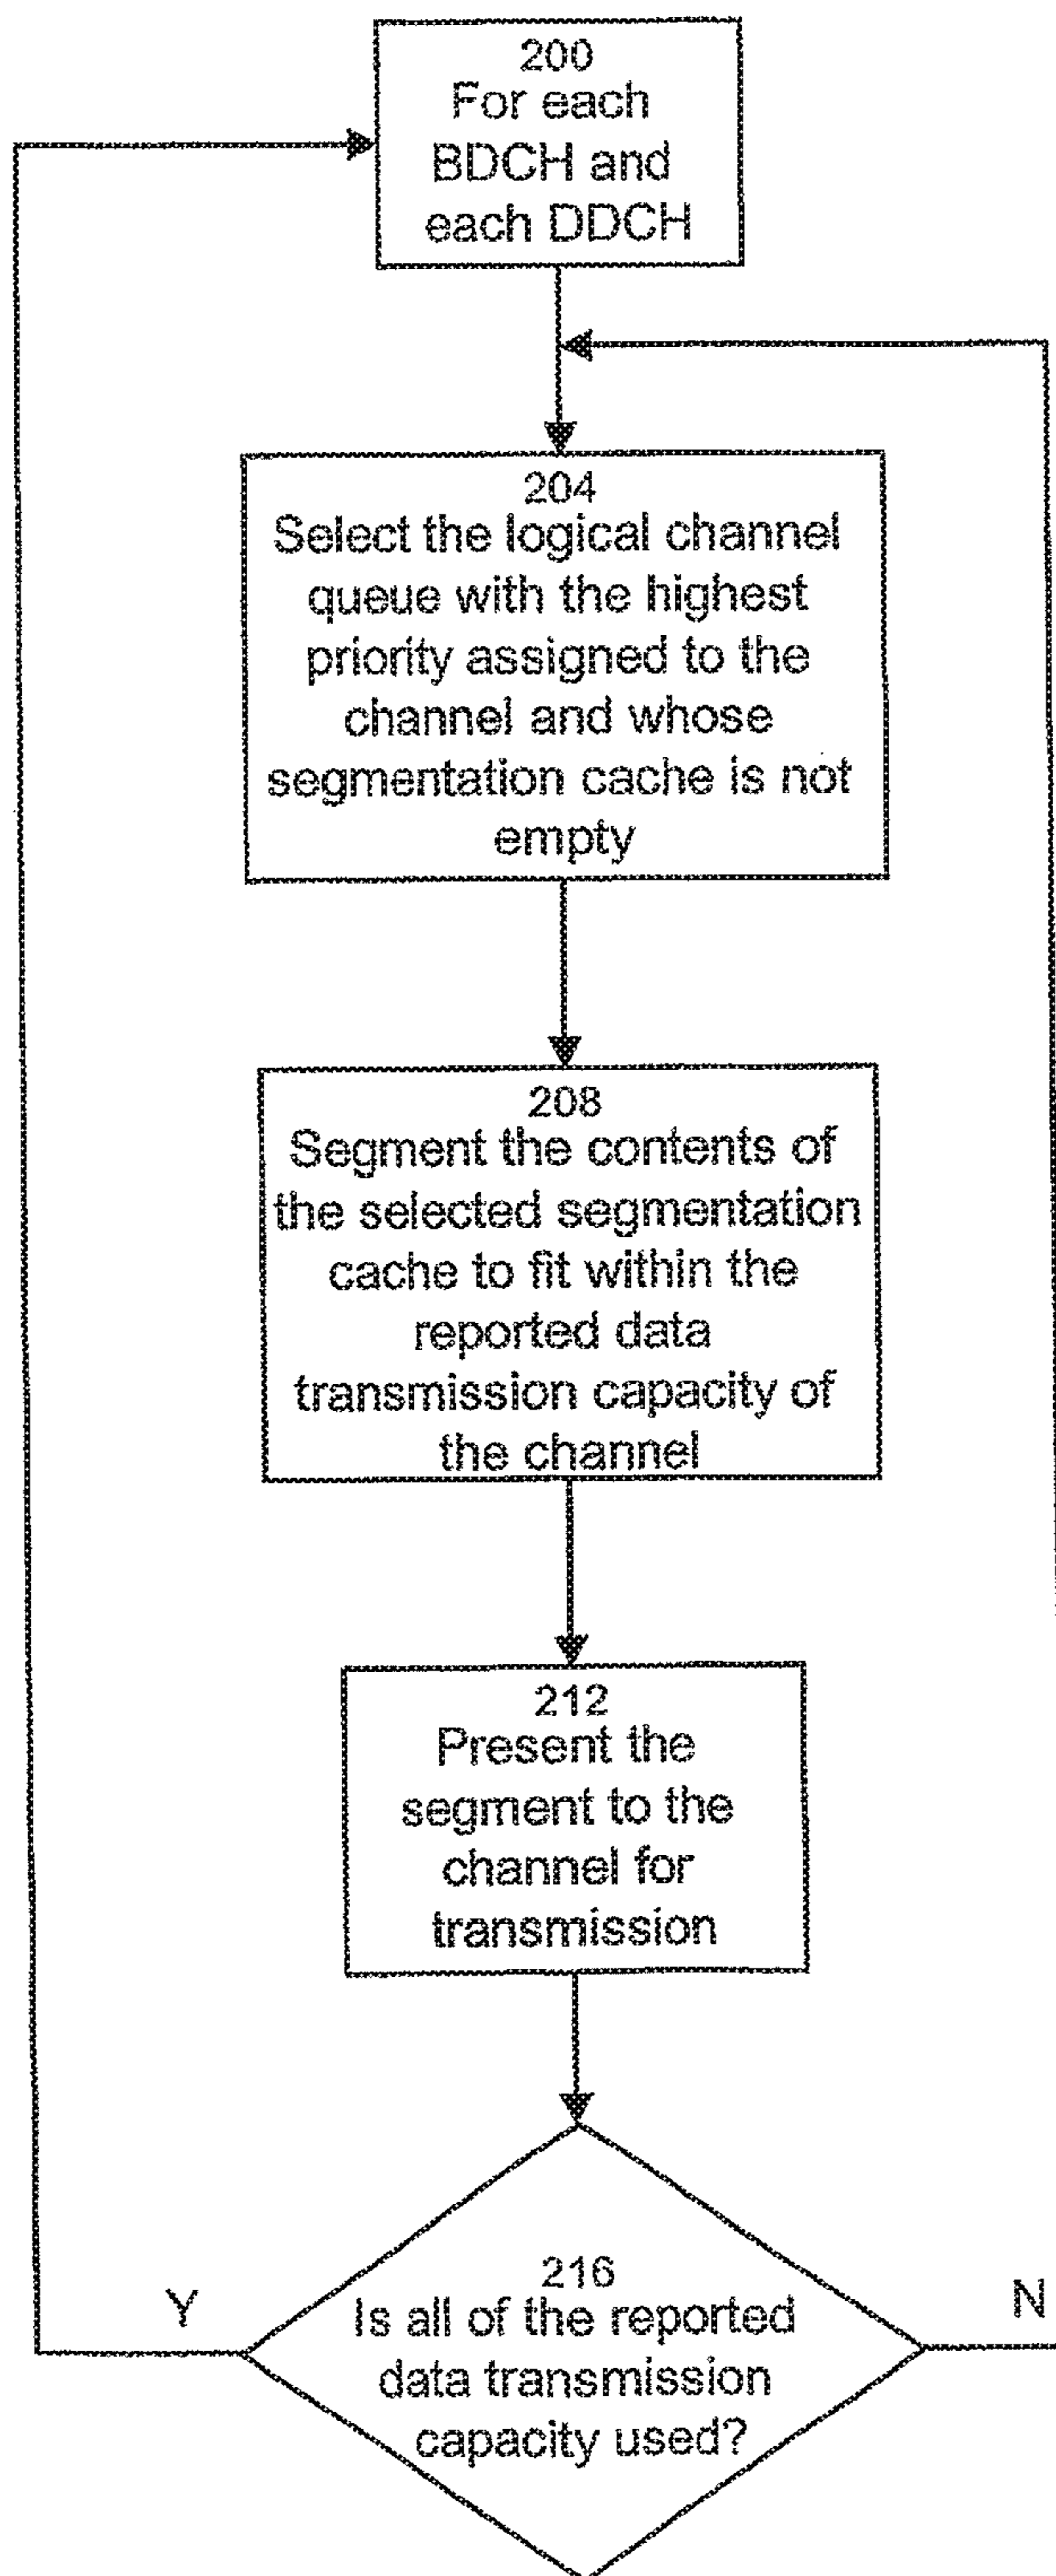 200
For each
BDCH and
each DDCH
204
Select the logical channel
queue with the highest
priority assigned to the
channel and whose
segmentation cache is not
empty
208
Segment the contents of
the selected segmentation
cache to fit within the
reported data
transmission capacity of
the channel
212
Present the
segment to the
channel for
transmission
216
Is all of the reported
data transmission
capacity used?
Y
N